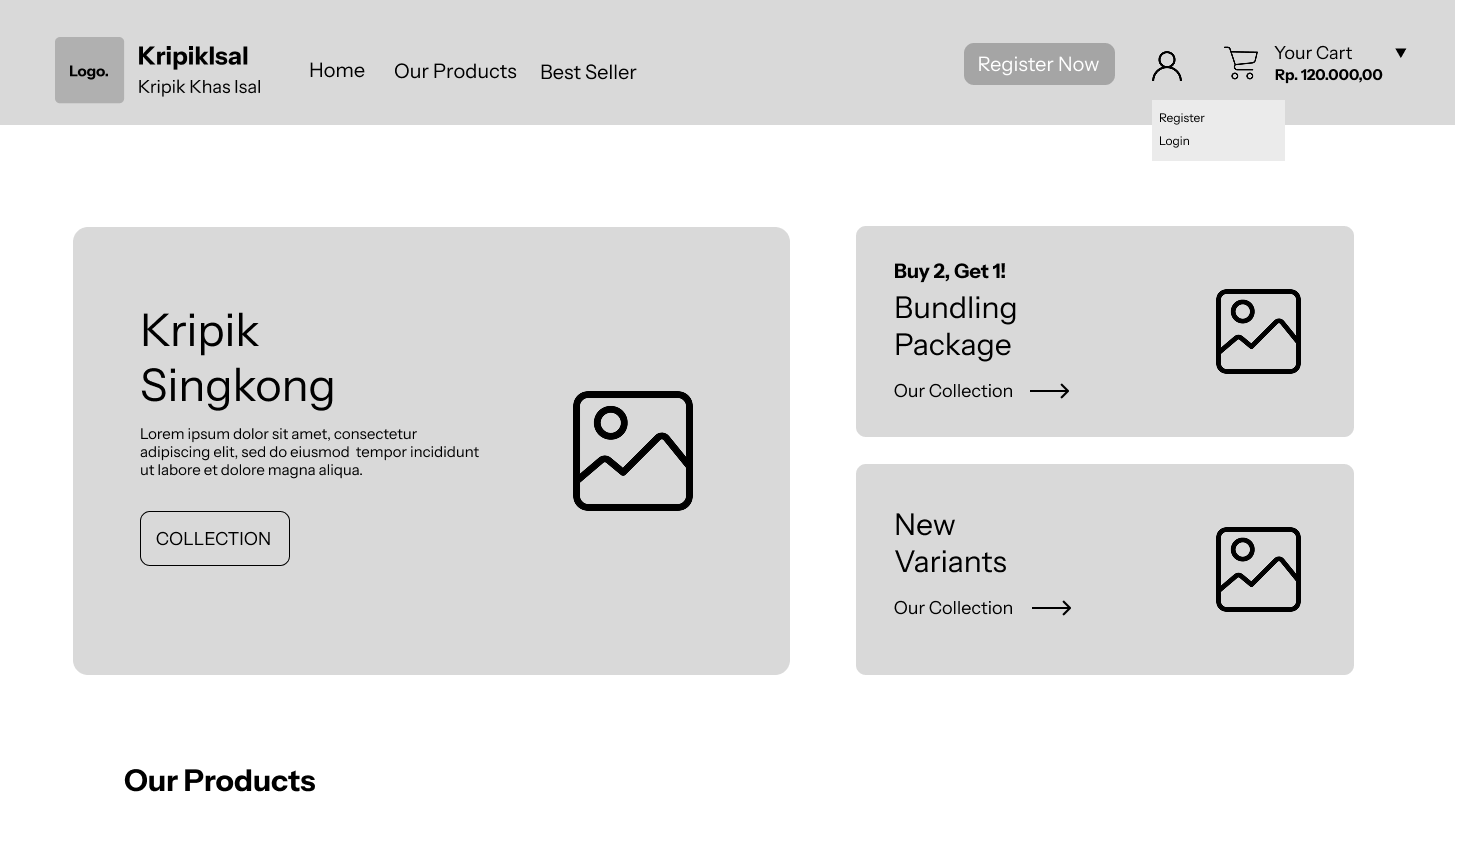 Logo.
KripikIsal
Kripik Khas Isal
Home
Our Products
Best Seller
Register Now
Your Cart
▼
Rp. 120.000,00
Register
Login
Kripik
Singkong
Lorem ipsum dolor sit amet, consectetur
adipiscing elit, sed do eiusmod  tempor incididunt
ut labore et dolore magna aliqua.
COLLECTION
Buy 2, Get 1!
Bundling
Package
Our Collection
New
Variants
Our Collection
Our Products